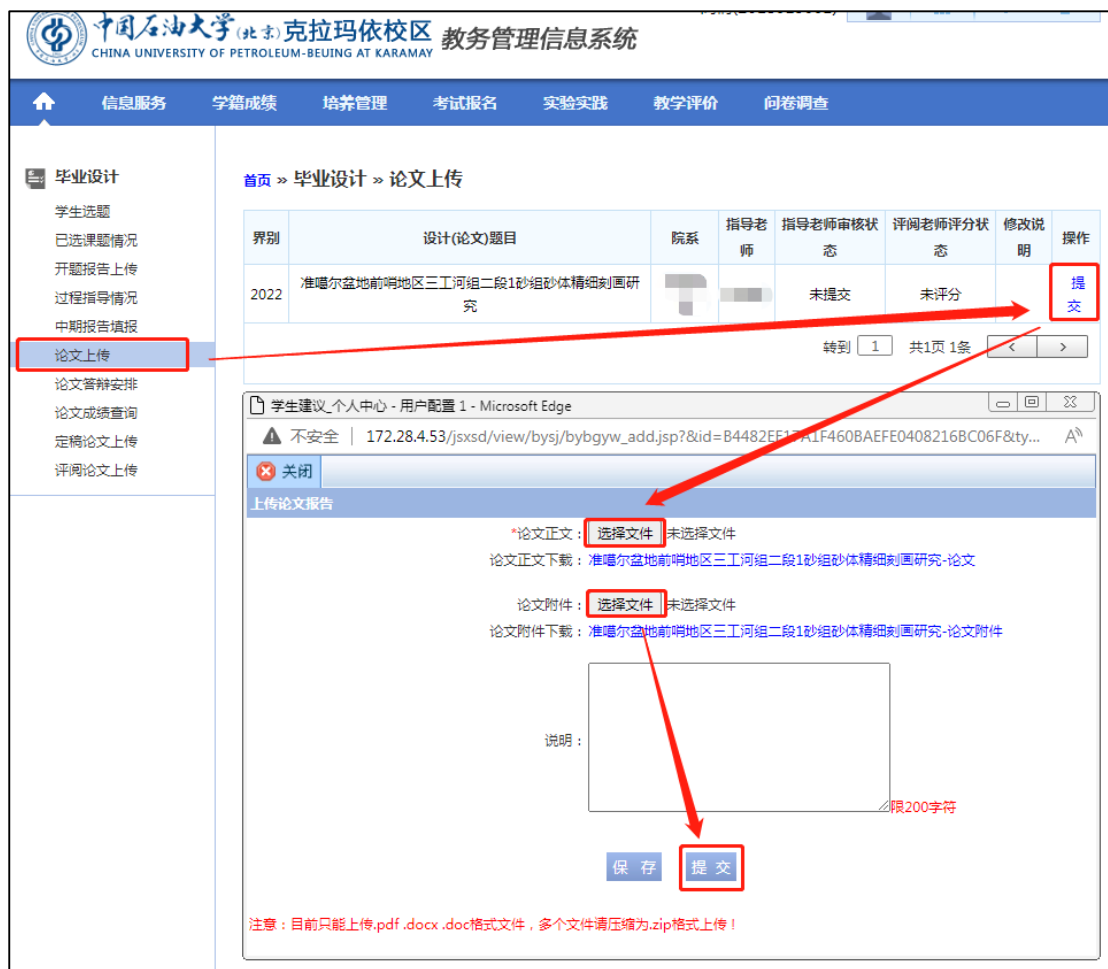 中国石油大学(北京)克拉玛依校区 教务管理信息系统
CHINA UNIVERSITY OF PETROLEUM-BEIJING AT KARAMAY
信息服务 学籍成绩 培养管理 考试报名 实验实践 教学评价 问卷调查
毕业设计
学生选题
已选课题情况
开题报告上传
过程指导情况
中期报告填报
论文上传
论文答辩安排
论文成绩查询
定稿论文上传
评阅论文上传
首页 » 毕业设计 » 论文上传
界别 设计(论文)题目 院系 指导老师 指导老师审核状态 评阅老师评分状态 修改说明 操作
2022 准噶尔盆地前哨地区三工河组二段1砂组砂体精细刻画研究 未提交 未评分 提交
转到 1 共1页 1条 < >
学生建议_个人中心 - 用户配置 1 - Microsoft Edge
不安全 | 172.28.4.53/jsxsd/view/bysj/bybgyw_add.jsp?&id=B4482EE17A1F460BAEFE0408216BC06F&ty...
关闭
上传论文报告
*论文正文： 选择文件 未选择文件
论文正文下载： 准噶尔盆地前哨地区三工河组二段1砂组砂体精细刻画研究-论文
论文附件： 选择文件 未选择文件
论文附件下载： 准噶尔盆地前哨地区三工河组二段1砂组砂体精细刻画研究-论文附件
说明：
限200字符
保 存 提 交
注意：目前只能上传.pdf .docx .doc格式文件，多个文件请压缩为.zip格式上传！